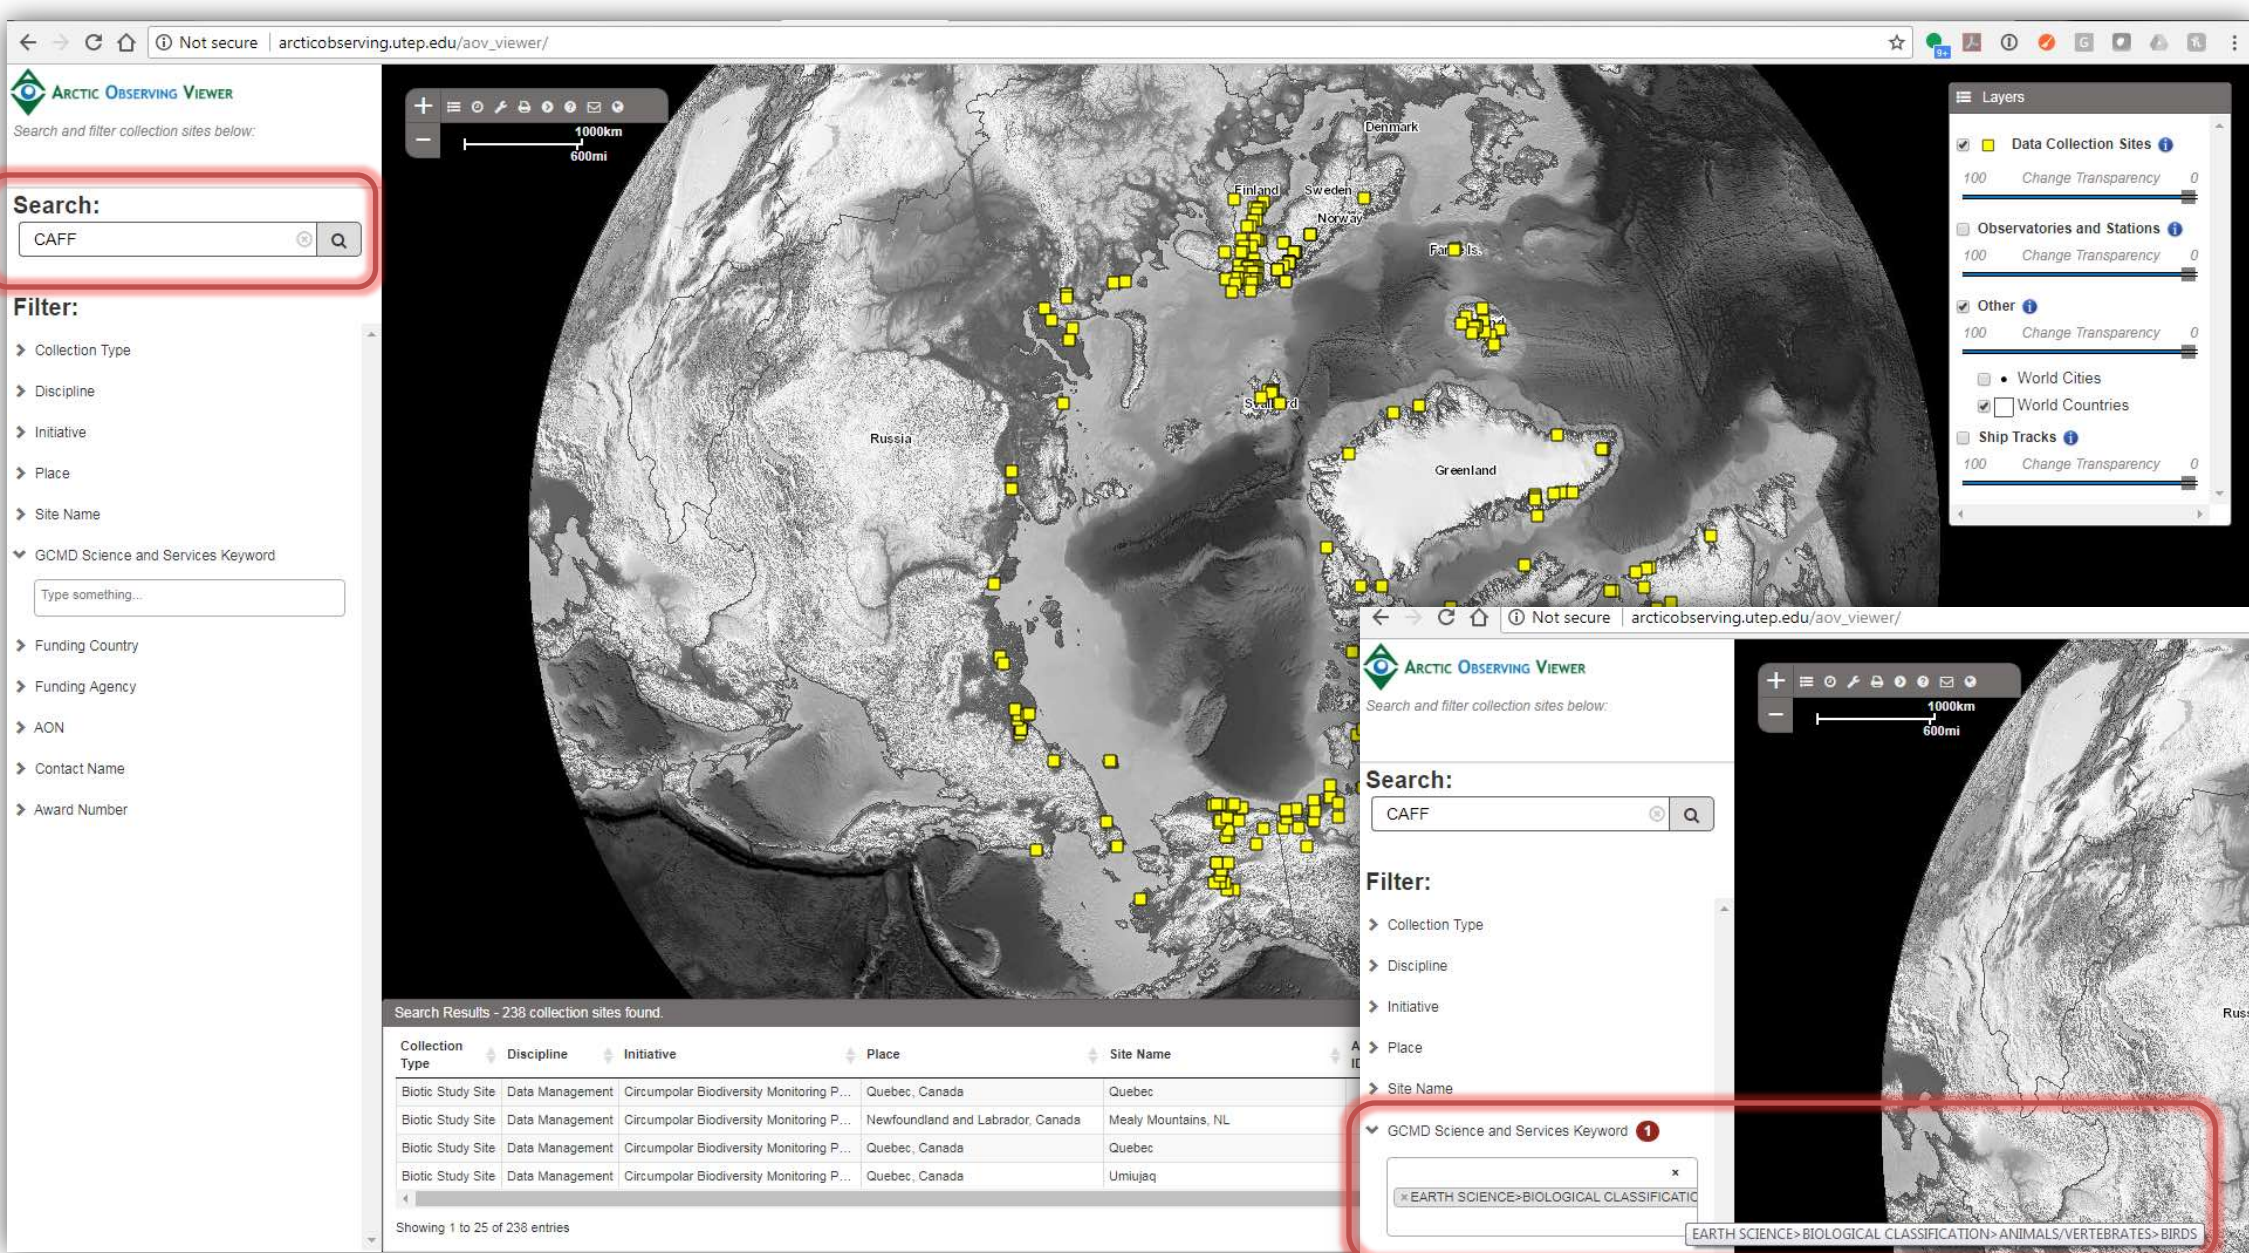 Not secure | arcticobserving.utep.edu/aov_viewer/
9+
ARCTIC OBSERVING VIEWER
Search and filter collection sites below:
Search:
CAFF
Filter:
Collection Type
Discipline
Initiative
Place
Site Name
GCMD Science and Services Keyword
Type something...
Funding Country
Funding Agency
AON
Contact Name
Award Number
+
−
1000km
600mi
Denmark
Finland
Sweden
Norway
Russia
Greenland
Layers
Data Collection Sites
100 Change Transparency 0
Observatories and Stations
100 Change Transparency 0
Other
100 Change Transparency 0
World Cities
World Countries
Ship Tracks
100 Change Transparency 0
Search Results - 238 collection sites found.
Collection Type Discipline Initiative Place Site Name
Biotic Study Site Data Management Circumpolar Biodiversity Monitoring P... Quebec, Canada Quebec
Biotic Study Site Data Management Circumpolar Biodiversity Monitoring P... Newfoundland and Labrador, Canada Mealy Mountains, NL
Biotic Study Site Data Management Circumpolar Biodiversity Monitoring P... Quebec, Canada Quebec
Biotic Study Site Data Management Circumpolar Biodiversity Monitoring P... Quebec, Canada Umiujaq
Showing 1 to 25 of 238 entries
Not secure | arcticobserving.utep.edu/aov_viewer/
ARCTIC OBSERVING VIEWER
Search and filter collection sites below:
Search:
CAFF
Filter:
Collection Type
Discipline
Initiative
Place
Site Name
GCMD Science and Services Keyword 1
×
× EARTH SCIENCE>BIOLOGICAL CLASSIFICATIO
EARTH SCIENCE>BIOLOGICAL CLASSIFICATION>ANIMALS/VERTEBRATES>BIRDS
+
−
1000km
600mi
Russ